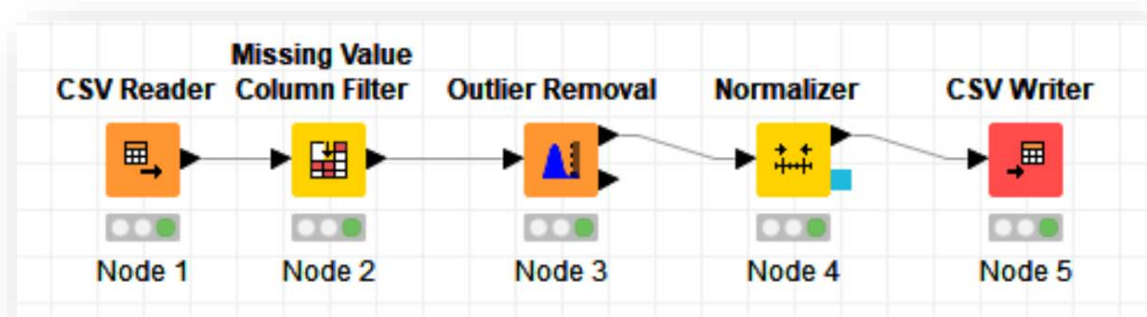 Missing Value
CSV Reader Column Filter Outlier Removal Normalizer CSV Writer
Node 1 Node 2 Node 3 Node 4 Node 5